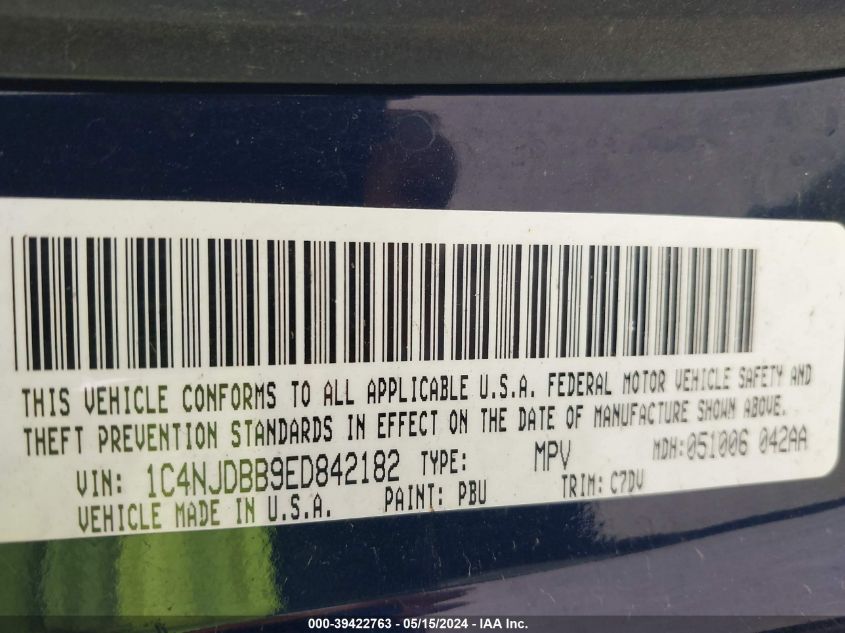 THIS VEHICLE CONFORMS TO ALL APPLICABLE U.S.A. FEDERAL MOTOR VEHICLE SAFETY AND
THEFT PREVENTION STANDARDS IN EFFECT ON THE DATE OF MANUFACTURE SHOWN ABOVE.
VIN: 1C4NJDBB9ED842182 TYPE: MPV MDH: 051006 042AA
VEHICLE MADE IN U.S.A. PAINT: PBU TRIM: C7DV
000-39422763 - 05/15/2024 - IAA Inc.